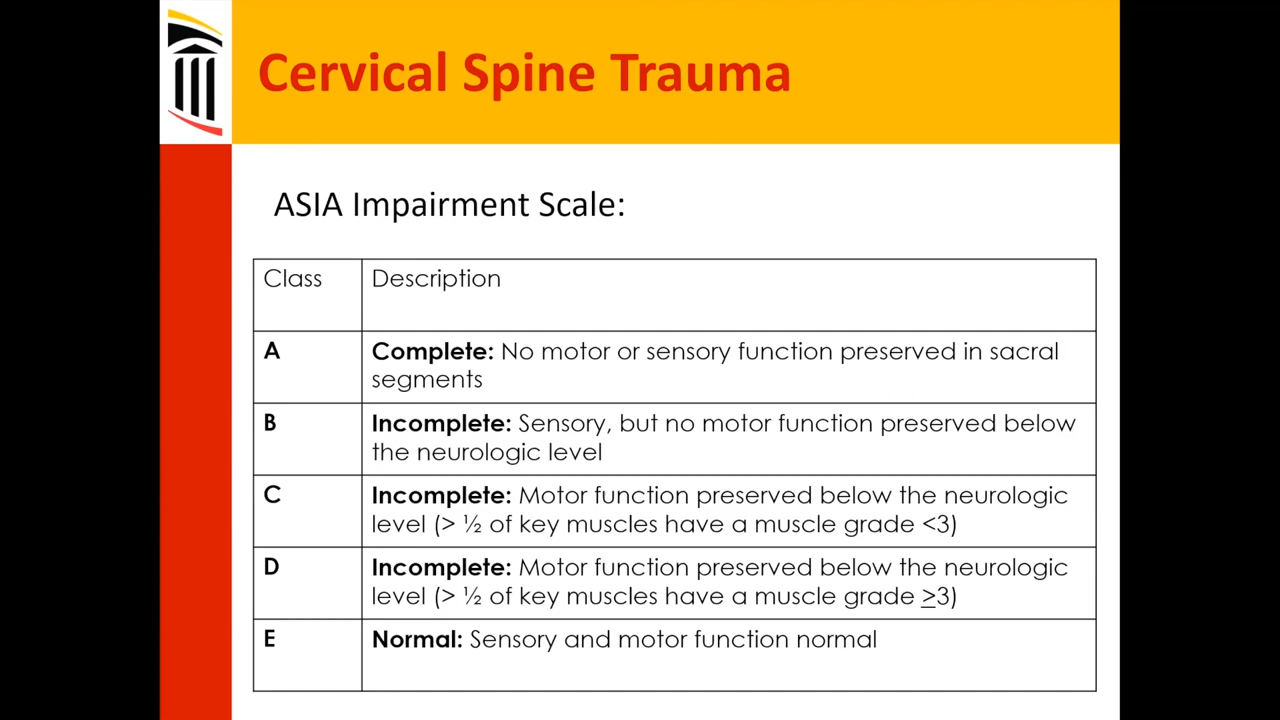 Cervical Spine Trauma
ASIA Impairment Scale:
Class
Description
A
Complete: No motor or sensory function preserved in sacral
segments
B
Incomplete: Sensory, but no motor function preserved below
the neurologic level
C
Incomplete: Motor function preserved below the neurologic
level (> ½ of key muscles have a muscle grade <3)
D
Incomplete: Motor function preserved below the neurologic
level (> ½ of key muscles have a muscle grade ≥3)
E
Normal: Sensory and motor function normal